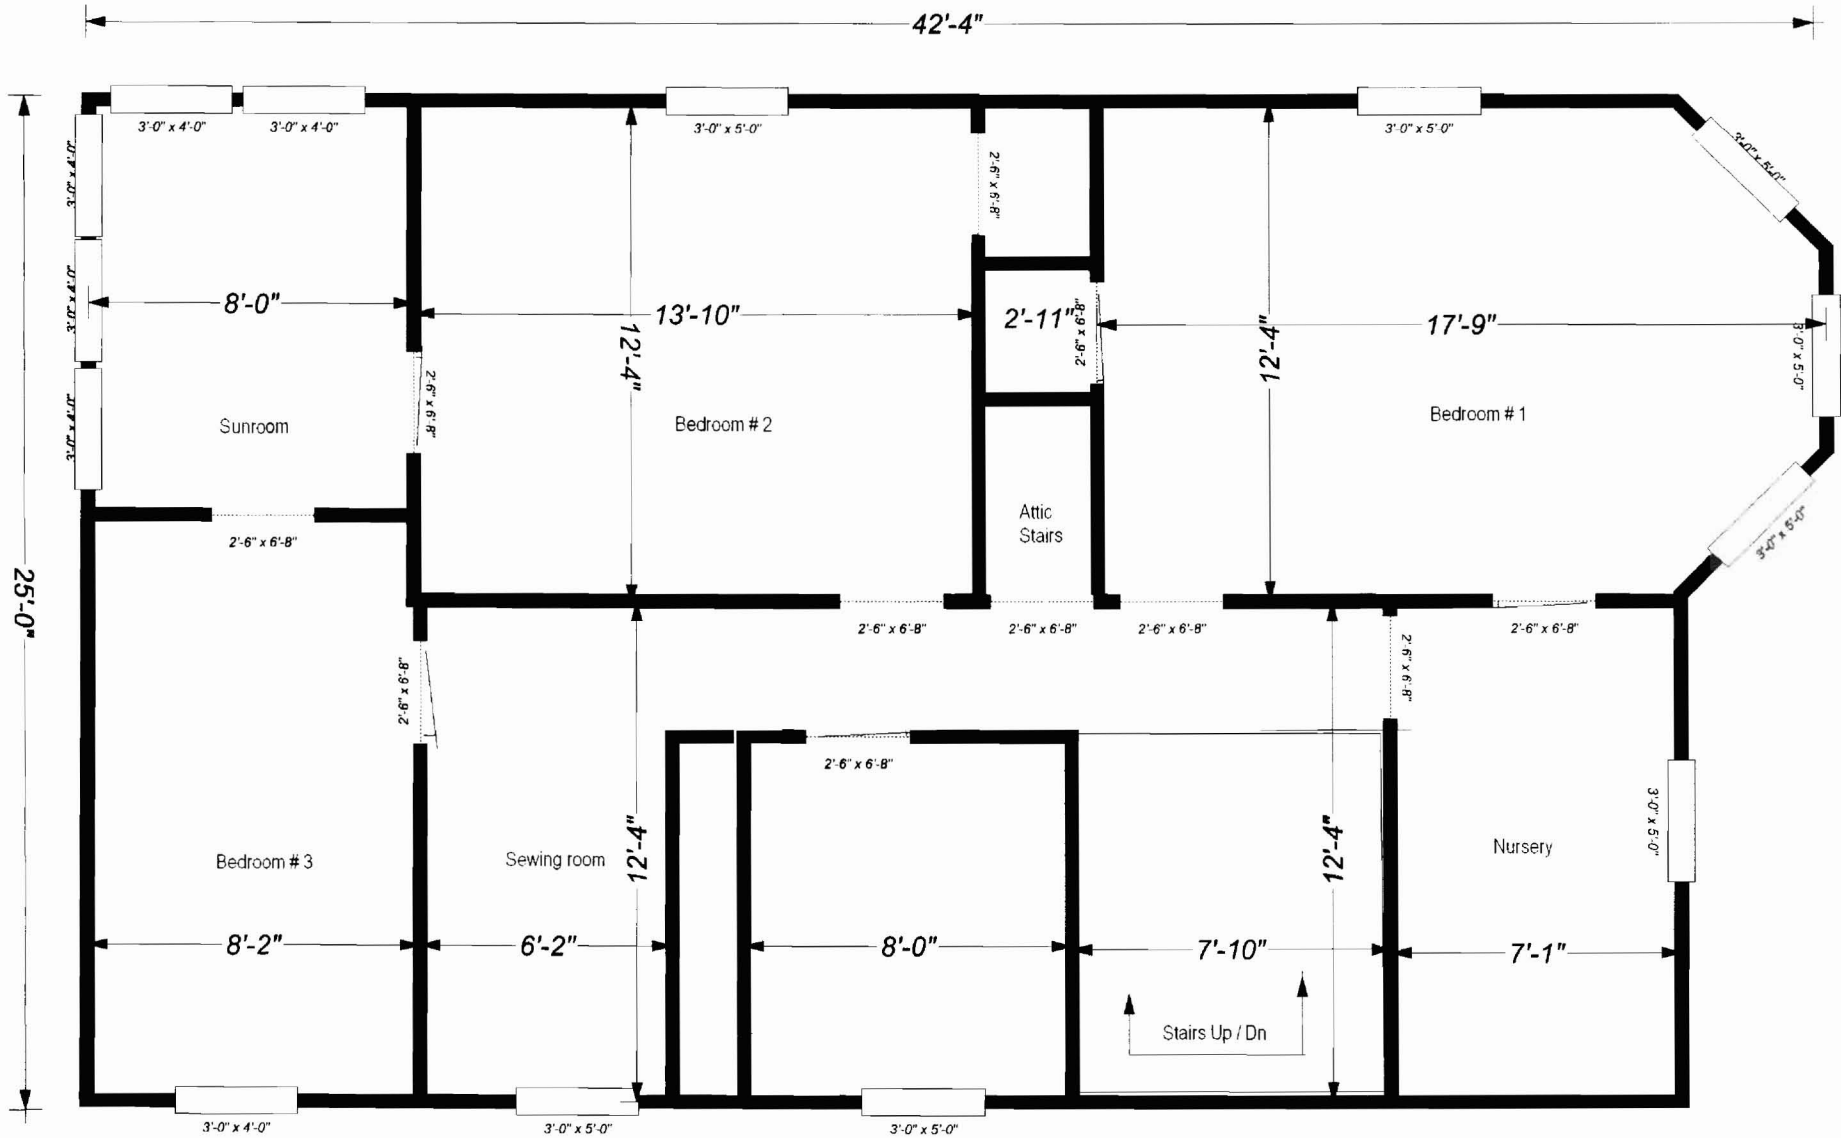 42'-4"
3'-0" x 4'-0"
3'-0" x 4'-0"
3'-0" x 5'-0"
3'-0" x 5'-0"
3'-0" x 5'-0"
3'-0" x 4'-0"
2'-6" x 6'-8"
8'-0"
3'-0" x 4'-0"
13'-10"
12'-4"
2'-11"
2'-6" x 6'-8"
12'-4"
17'-9"
3'-0" x 5'-0"
2'-6" x 6'-8"
3'-0" x 4'-0"
Sunroom
Bedroom # 2
Bedroom # 1
Attic
Stairs
3'-0" x 5'-0"
2'-6" x 6'-8"
25'-0"
2'-6" x 6'-8"
2'-6" x 6'-8"
2'-6" x 6'-8"
2'-6" x 6'-8"
2'-6" x 6'-8"
2'-6" x 6'-8"
2'-6" x 6'-8"
3'-0" x 5'-0"
Bedroom # 3
Sewing room
12'-4"
12'-4"
Nursery
8'-2"
6'-2"
8'-0"
7'-10"
7'-1"
Stairs Up / Dn
3'-0" x 4'-0"
3'-0" x 5'-0"
3'-0" x 5'-0"